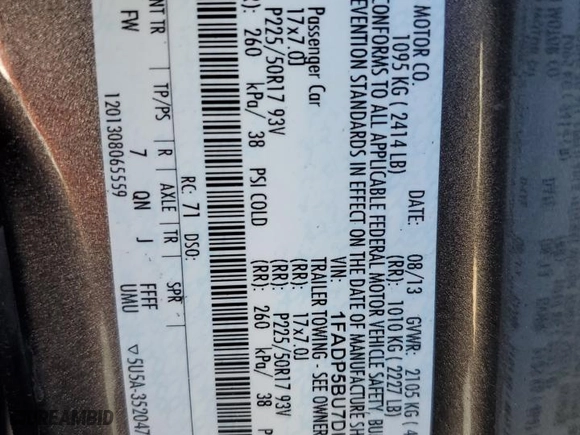 MOTOR CO. DATE: 08/13 GVWR: 2105 KG ( 4
1095 KG ( 2414 LB) (RR): 1010 KG ( 2227 LB)
CONFORMS TO ALL APPLICABLE FEDERAL MOTOR VEHICLE SAFETY, BU
EVENTION STANDARDS IN EFFECT ON THE DATE OF MANUFACTURE SHOW
VIN: 1FADP5BU7D
Passenger Car TRAILER TOWING - SEE OWNER
17x7.0J (RR): 17x7.0J
P225/50R17 93V (RR): P225/50R17 93V
260 kPa/ 38 PSI COLD (RR): 260 kPa/ 38 P
RC: 71 DSO:
NT TR TP/PS R AXLE TR SPR
FW 7 QN J FFFF UMU
1201308065559 ▽5U5A-352047